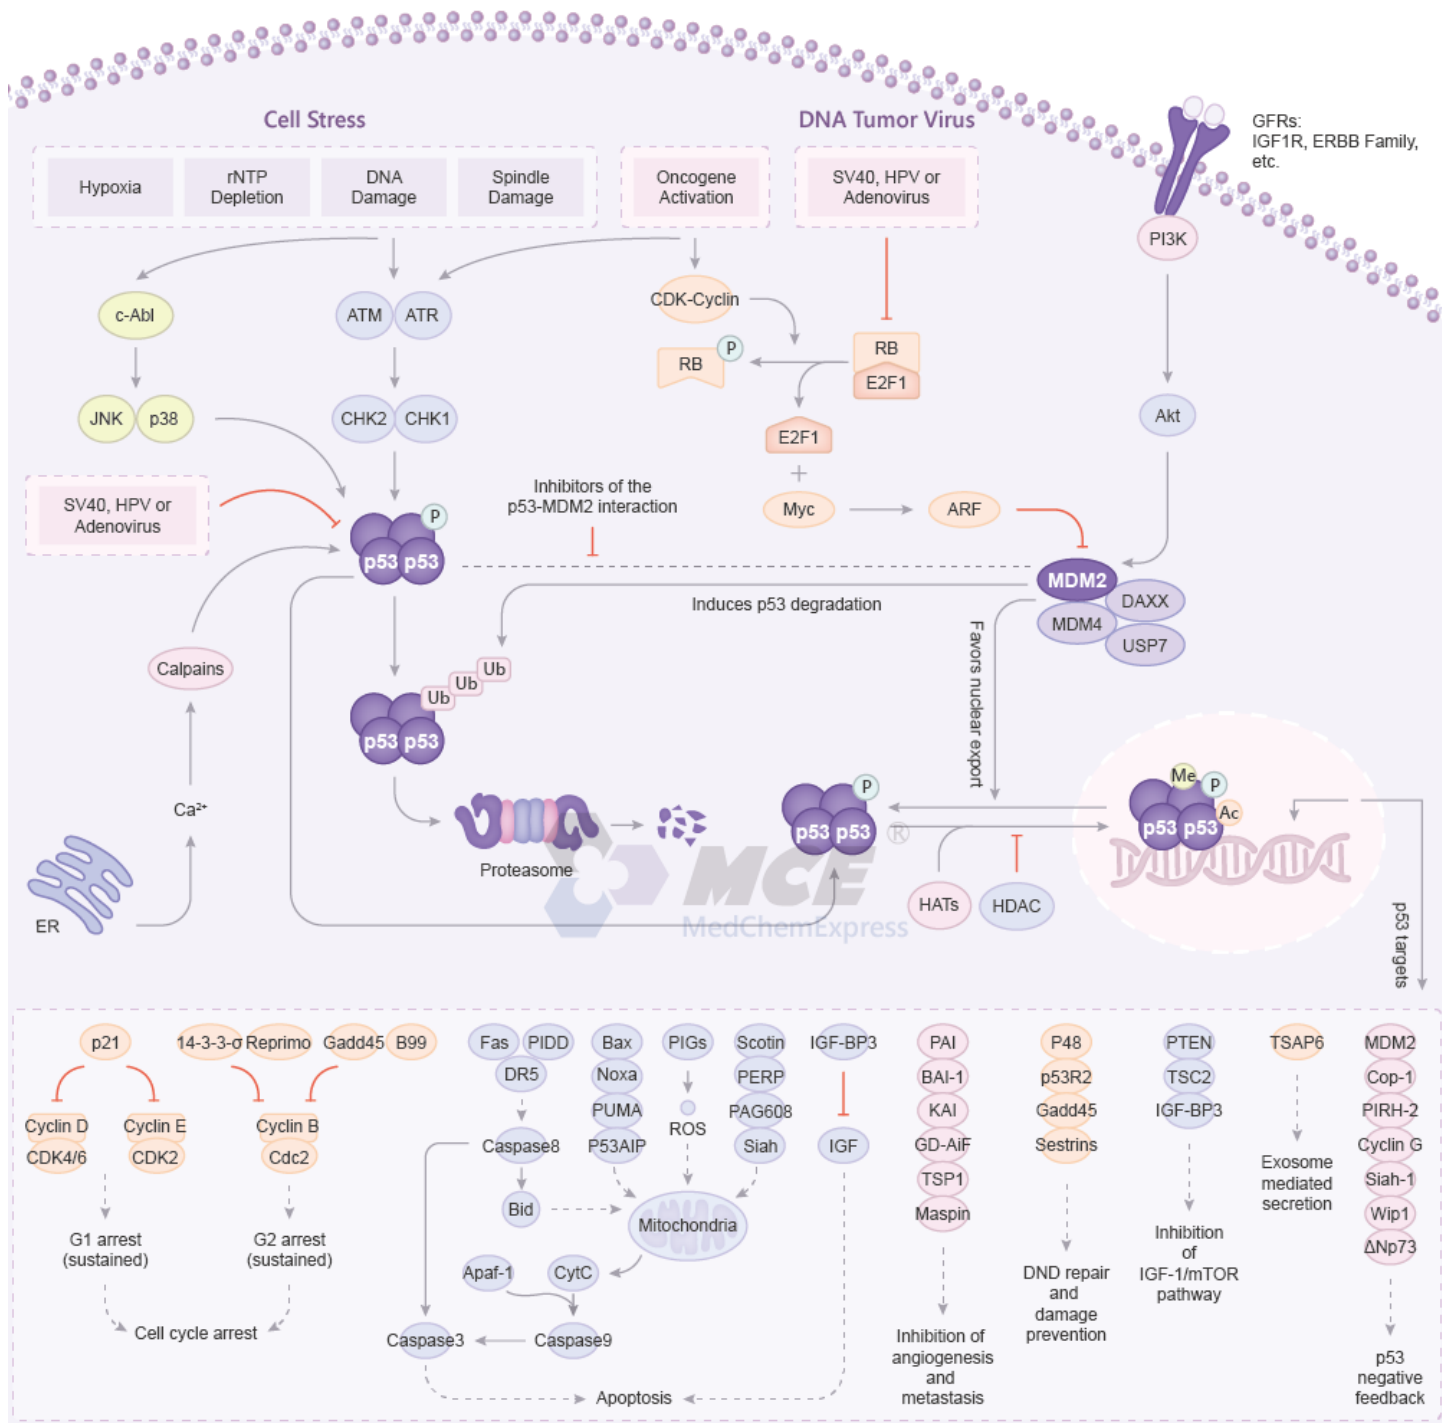 Cell Stress
DNA Tumor Virus
GFRs:
IGF1R, ERBB Family,
etc.
Hypoxia
rNTP
Depletion
DNA
Damage
Spindle
Damage
Oncogene
Activation
SV40, HPV or
Adenovirus
PI3K
c-Abl
ATM
ATR
CDK-Cyclin
RB
P
RB
E2F1
JNK
p38
CHK2
CHK1
E2F1
+
Akt
SV40, HPV or
Adenovirus
Inhibitors of the
p53-MDM2 interaction
Myc
ARF
P
p53
p53
MDM2
DAXX
MDM4
USP7
Induces p53 degradation
Favors nuclear export
Calpains
Ub
Ub
Ub
p53
p53
Ca²⁺
ER
Proteasome
P
p53
p53
®
Me
P
Ac
p53
p53
MCE
MedChemExpress
HATs
HDAC
p53 targets
p21
14-3-3-σ
Reprimo
Gadd45
B99
Cyclin D
CDK4/6
Cyclin E
CDK2
Cyclin B
Cdc2
G1 arrest
(sustained)
G2 arrest
(sustained)
Cell cycle arrest
Fas
PIDD
DR5
Caspase8
Bid
Bax
Noxa
PUMA
P53AIP
PIGs
ROS
Scotin
PERP
PAG608
Siah
Mitochondria
Apaf-1
CytC
Caspase3
Caspase9
Apoptosis
IGF-BP3
IGF
PAI
BAI-1
KAI
GD-AiF
TSP1
Maspin
Inhibition of
angiogenesis
and
metastasis
P48
p53R2
Gadd45
Sestrins
DND repair
and
damage
prevention
PTEN
TSC2
IGF-BP3
Inhibition
of
IGF-1/mTOR
pathway
TSAP6
Exosome
mediated
secretion
MDM2
Cop-1
PIRH-2
Cyclin G
Siah-1
Wip1
ΔNp73
p53
negative
feedback